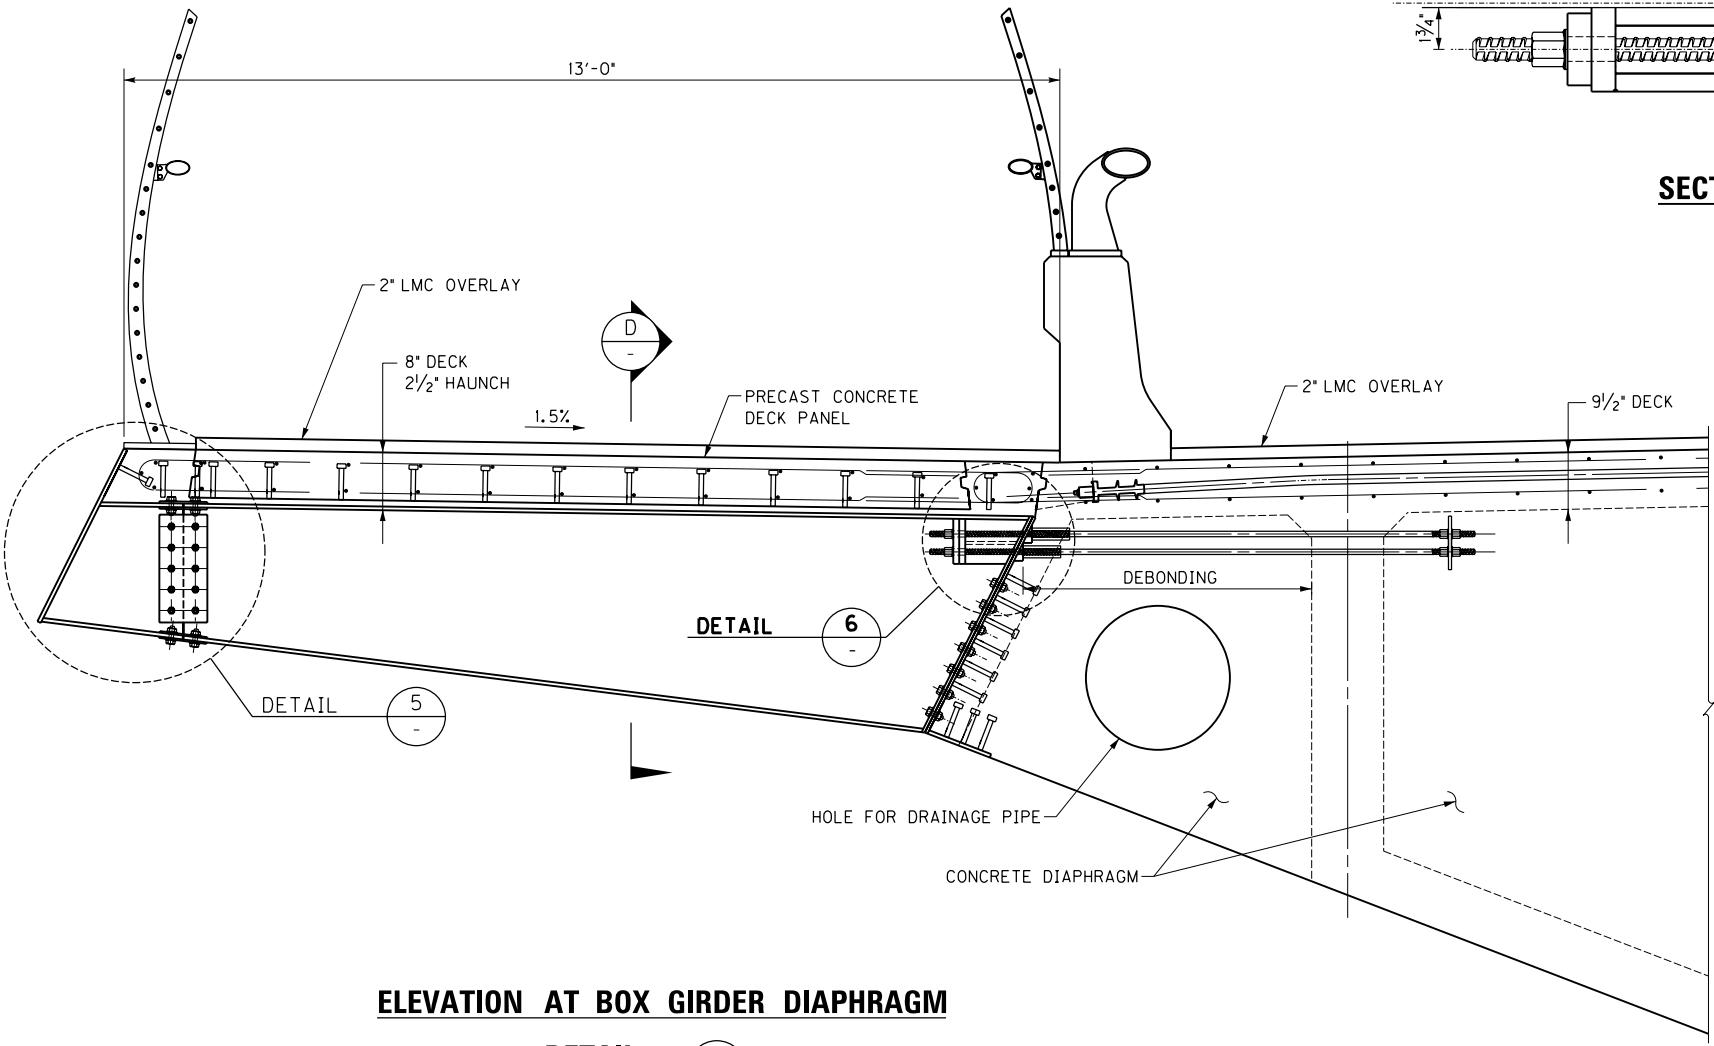 1¾"
13'-0"
SECT
2" LMC OVERLAY
D
-
8" DECK
2½" HAUNCH
PRECAST CONCRETE
DECK PANEL
1.5%
2" LMC OVERLAY
9½" DECK
DEBONDING
DETAIL 6
-
DETAIL 5
-
HOLE FOR DRAINAGE PIPE
CONCRETE DIAPHRAGM
ELEVATION AT BOX GIRDER DIAPHRAGM